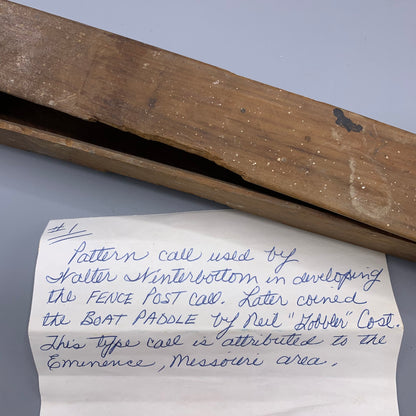 #1
Pattern call used by
Walter Winterbottom in developing
the FENCE POST call. Later coined
the BOAT PADDLE by Neil "Gobbler" Cost.
This type call is attributed to the
Eminence, Missouri area.